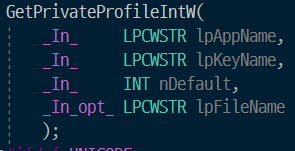 GetPrivateProfileIntW(
    _In_     LPCWSTR lpAppName,
    _In_     LPCWSTR lpKeyName,
    _In_     INT nDefault,
    _In_opt_ LPCWSTR lpFileName
    );